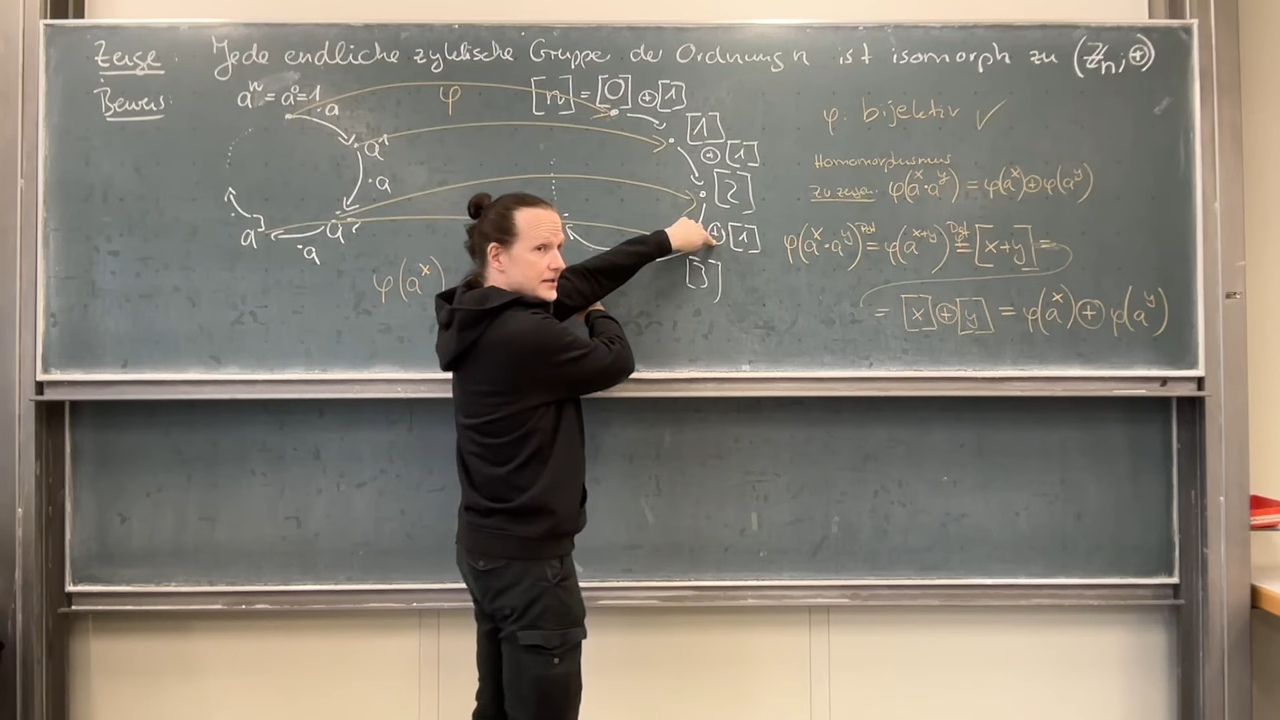 Zeige: Jede endliche zyklische Gruppe der Ordnung n ist isomorph zu (ℤₙ; ⊕)
Beweis:
aⁿ = a⁰ = 1
·a
φ
[n] = [0] ⊕ [1]
a¹
[1]
⊕ [1]
·a
[2]
a²
⊕ [1]
a³
·a
[3]
φ(aˣ)
φ: bijektiv ✓
Homomorphismus
zu zeigen: φ(aˣ·aʸ) = φ(aˣ) ⊕ φ(aʸ)
φ(aˣ·aʸ) =Pot φ(aˣ⁺ʸ) =Def [x+y] =
= [x] ⊕ [y] = φ(aˣ) ⊕ φ(aʸ)